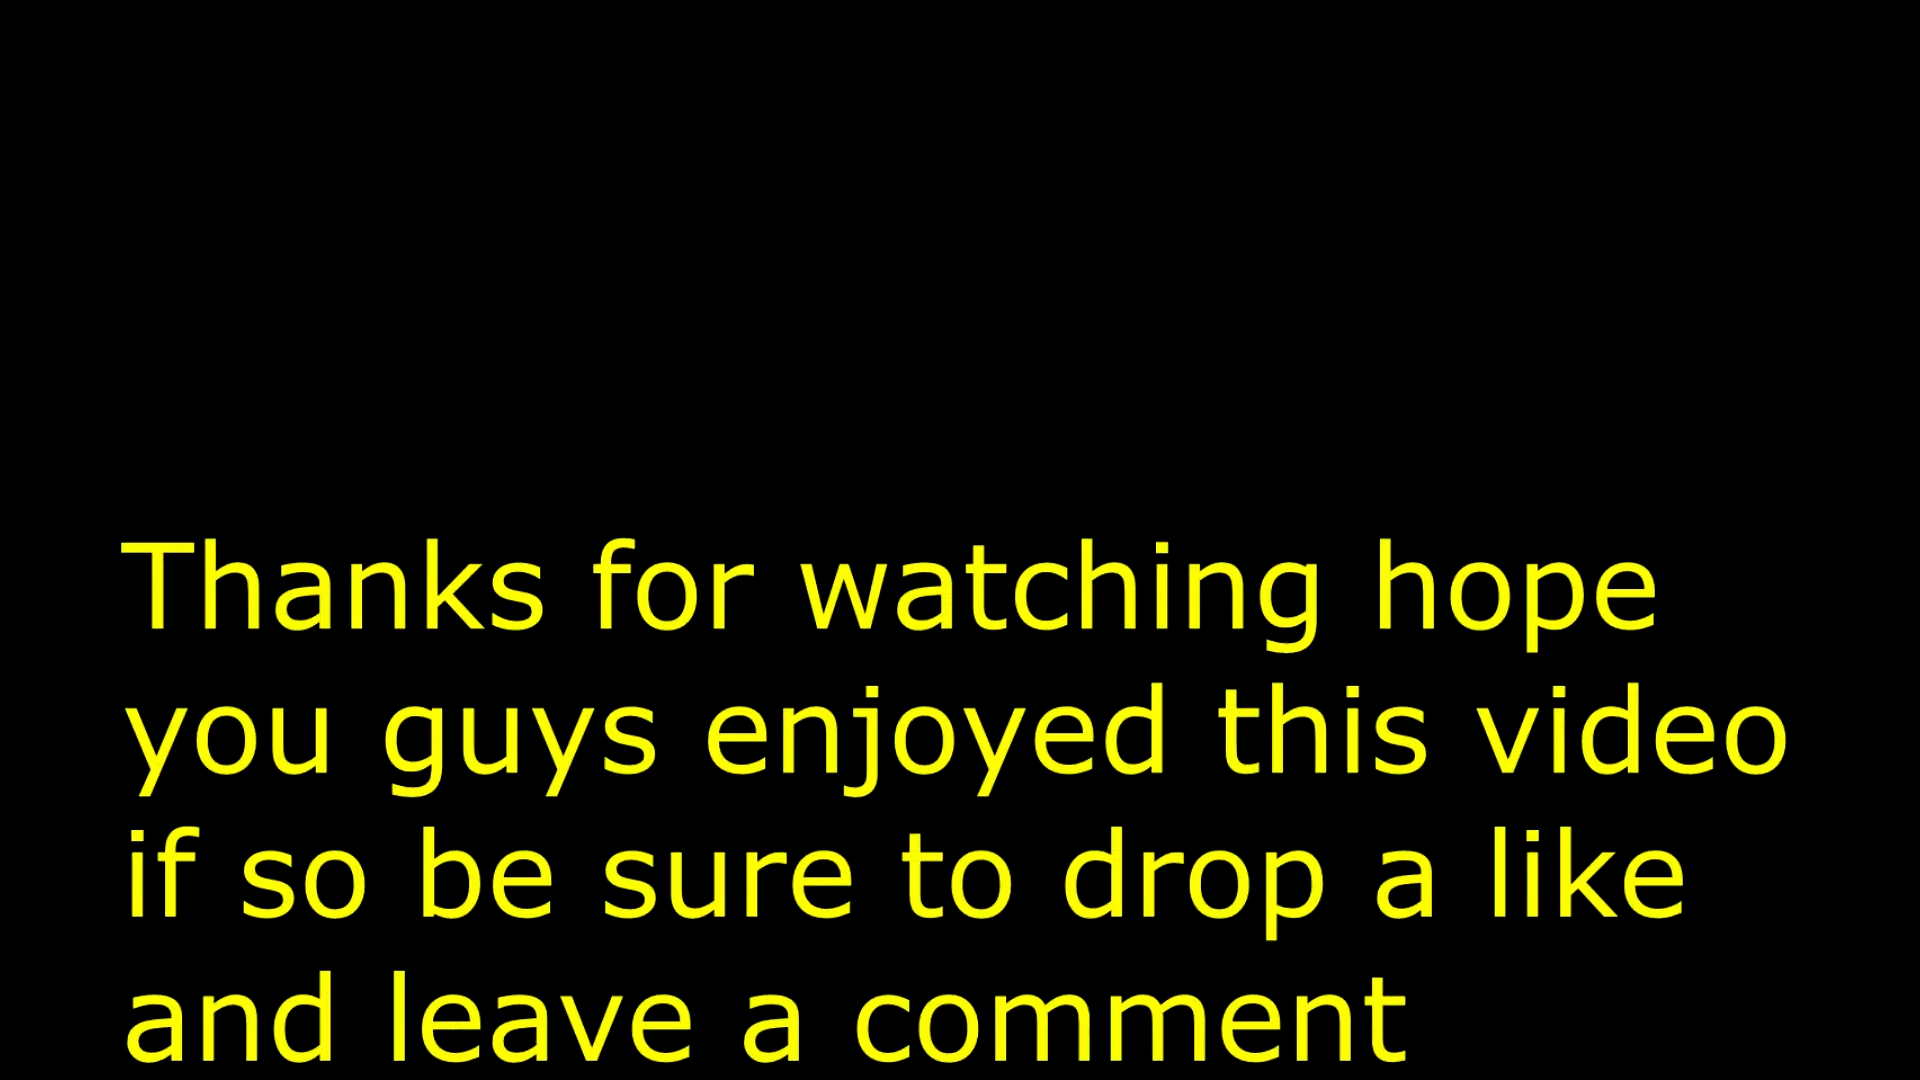 Thanks for watching hope
you guys enjoyed this video
if so be sure to drop a like
and leave a comment